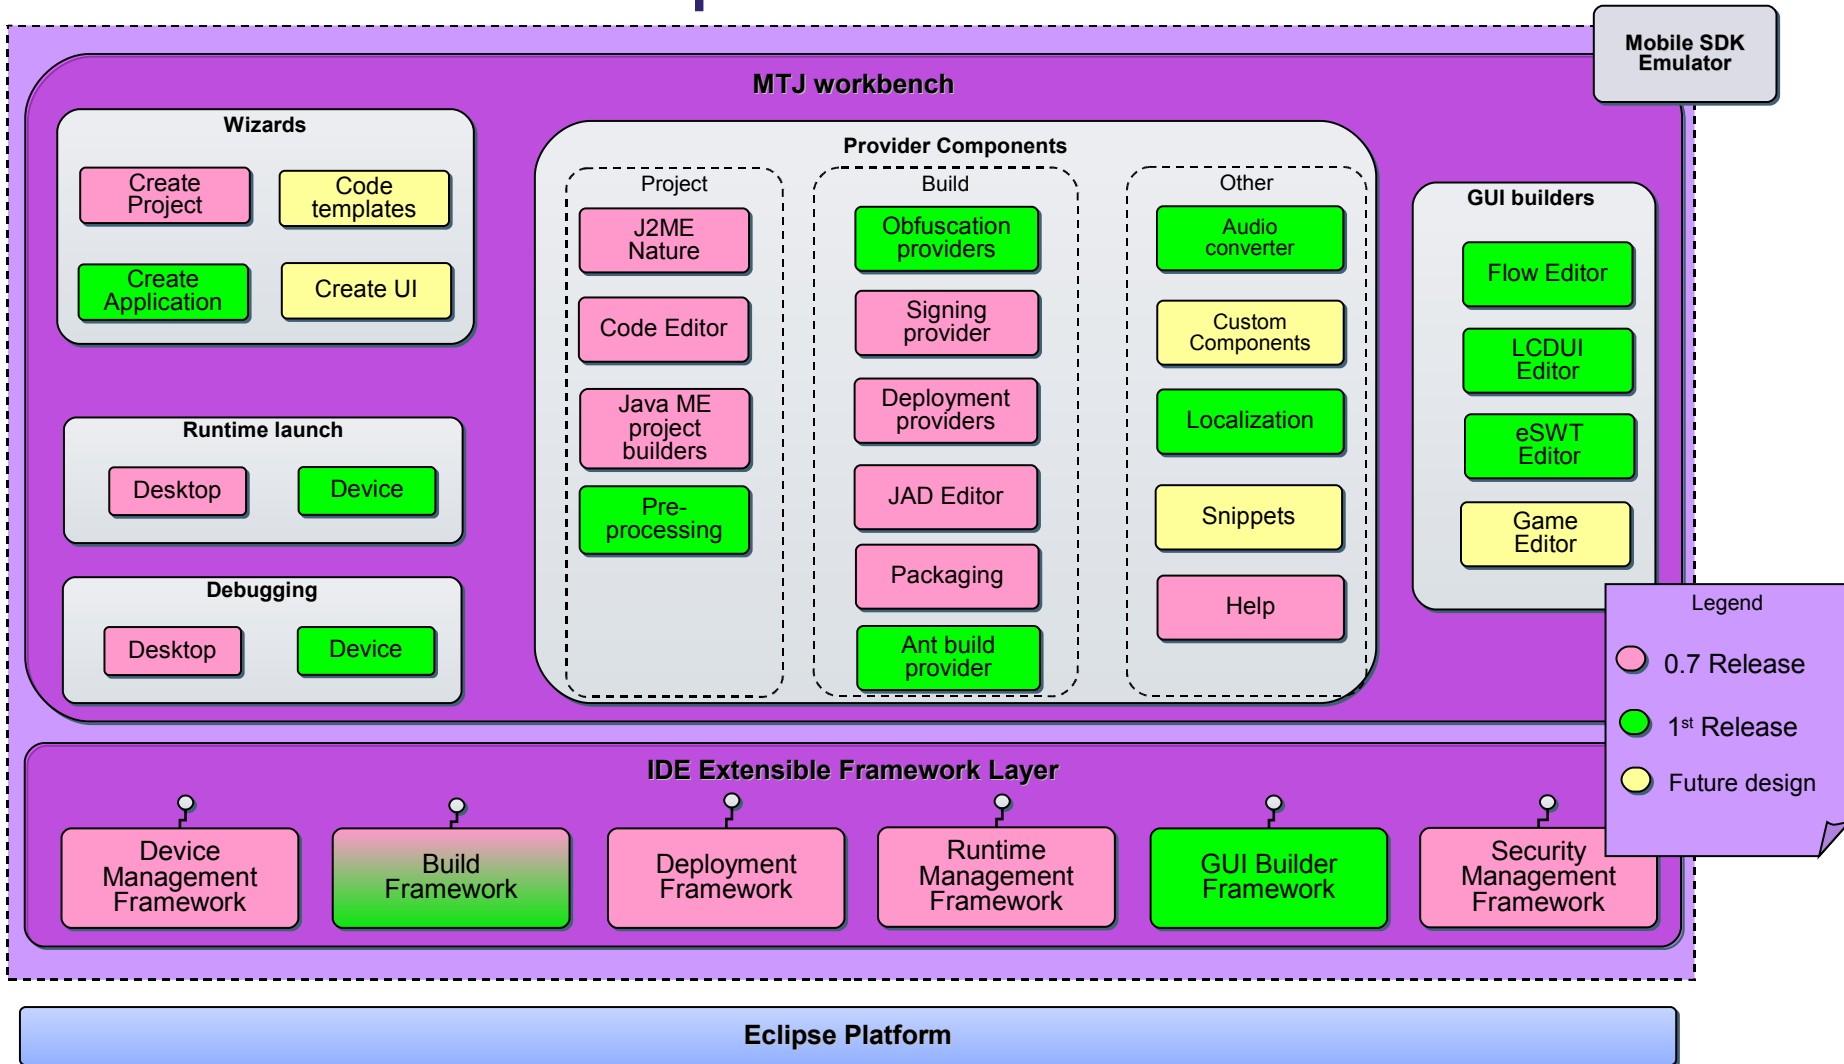 Mobile SDK
Emulator
MTJ workbench
Wizards
Create
Project
Code
templates
Create
Application
Create UI
Runtime launch
Desktop
Device
Debugging
Desktop
Device
Provider Components
Project
J2ME
Nature
Code Editor
Java ME
project
builders
Pre-
processing
Build
Obfuscation
providers
Signing
provider
Deployment
providers
JAD Editor
Packaging
Ant build
provider
Other
Audio
converter
Custom
Components
Localization
Snippets
Help
GUI builders
Flow Editor
LCDUI
Editor
eSWT
Editor
Game
Editor
Legend
0.7 Release
1st Release
Future design
IDE Extensible Framework Layer
Device
Management
Framework
Build
Framework
Deployment
Framework
Runtime
Management
Framework
GUI Builder
Framework
Security
Management
Framework
Eclipse Platform